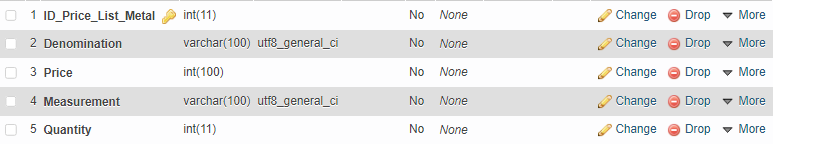 1 ID_Price_List_Metal int(11) No None Change Drop More
2 Denomination varchar(100) utf8_general_ci No None Change Drop More
3 Price int(100) No None Change Drop More
4 Measurement varchar(100) utf8_general_ci No None Change Drop More
5 Quantity int(11) No None Change Drop More